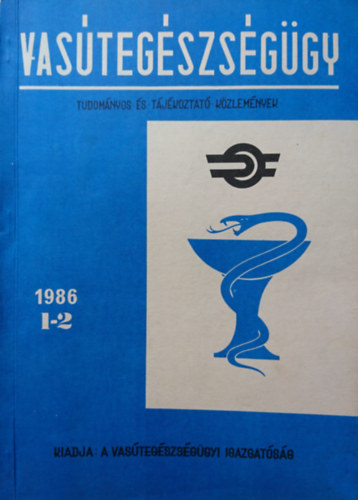 VASÚTEGÉSZSÉGÜGY
TUDOMÁNYOS ÉS TÁJÉKOZTATÓ KÖZLEMÉNYEK
1986
1-2
KIADJA A VASÚTEGÉSZSÉGÜGYI IGAZGATÓSÁG